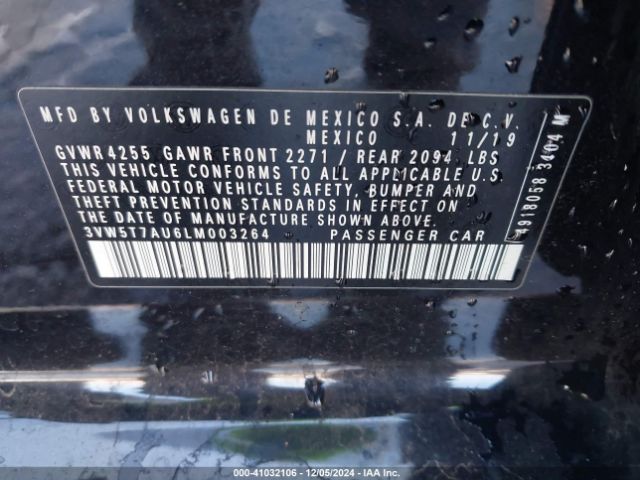 MFD BY VOLKSWAGEN DE MEXICO S.A. DE C.V.
MEXICO 11/19
GVWR 4255 GAWR FRONT 2271 / REAR 2094 LBS
THIS VEHICLE CONFORMS TO ALL APPLICABLE U.S.
FEDERAL MOTOR VEHICLE SAFETY, BUMPER AND
THEFT PREVENTION STANDARDS IN EFFECT ON
THE DATE OF MANUFACTURE SHOWN ABOVE.
3VW5T7AU6LM003264 PASSENGER CAR
4918058 3404 M
000-41032106 - 12/05/2024 - IAA Inc.